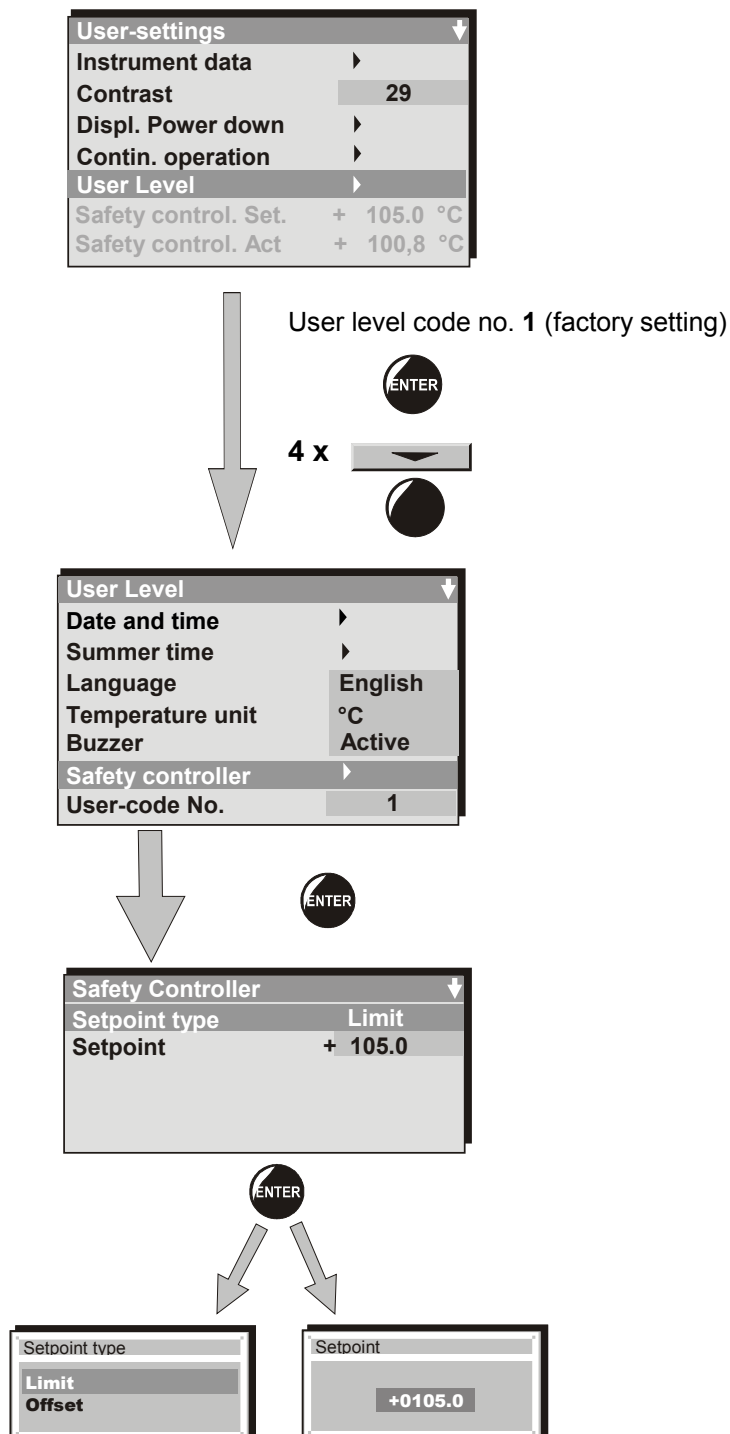 User-settings
Instrument data
Contrast 29
Displ. Power down
Contin. operation
User Level
Safety control. Set. + 105.0 °C
Safety control. Act + 100,8 °C
User level code no. 1 (factory setting)
ENTER
4 x
User Level
Date and time
Summer time
Language English
Temperature unit °C
Buzzer Active
Safety controller
User-code No. 1
ENTER
Safety Controller
Setpoint type Limit
Setpoint + 105.0
ENTER
Setpoint type
Limit
Offset
Setpoint
+0105.0